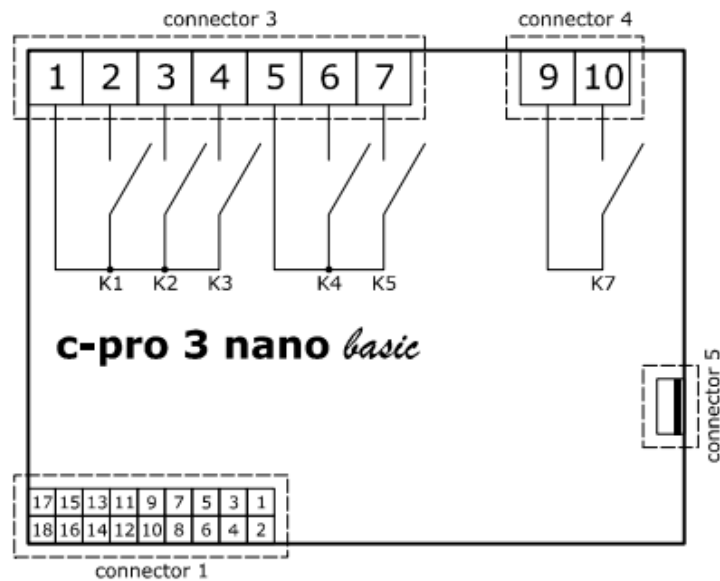 connector 3 connector 4
1 2 3 4 5 6 7 9 10
K1 K2 K3 K4 K5 K7
c-pro 3 nano basic
connector 5
17 15 13 11 9 7 5 3 1
18 16 14 12 10 8 6 4 2
connector 1